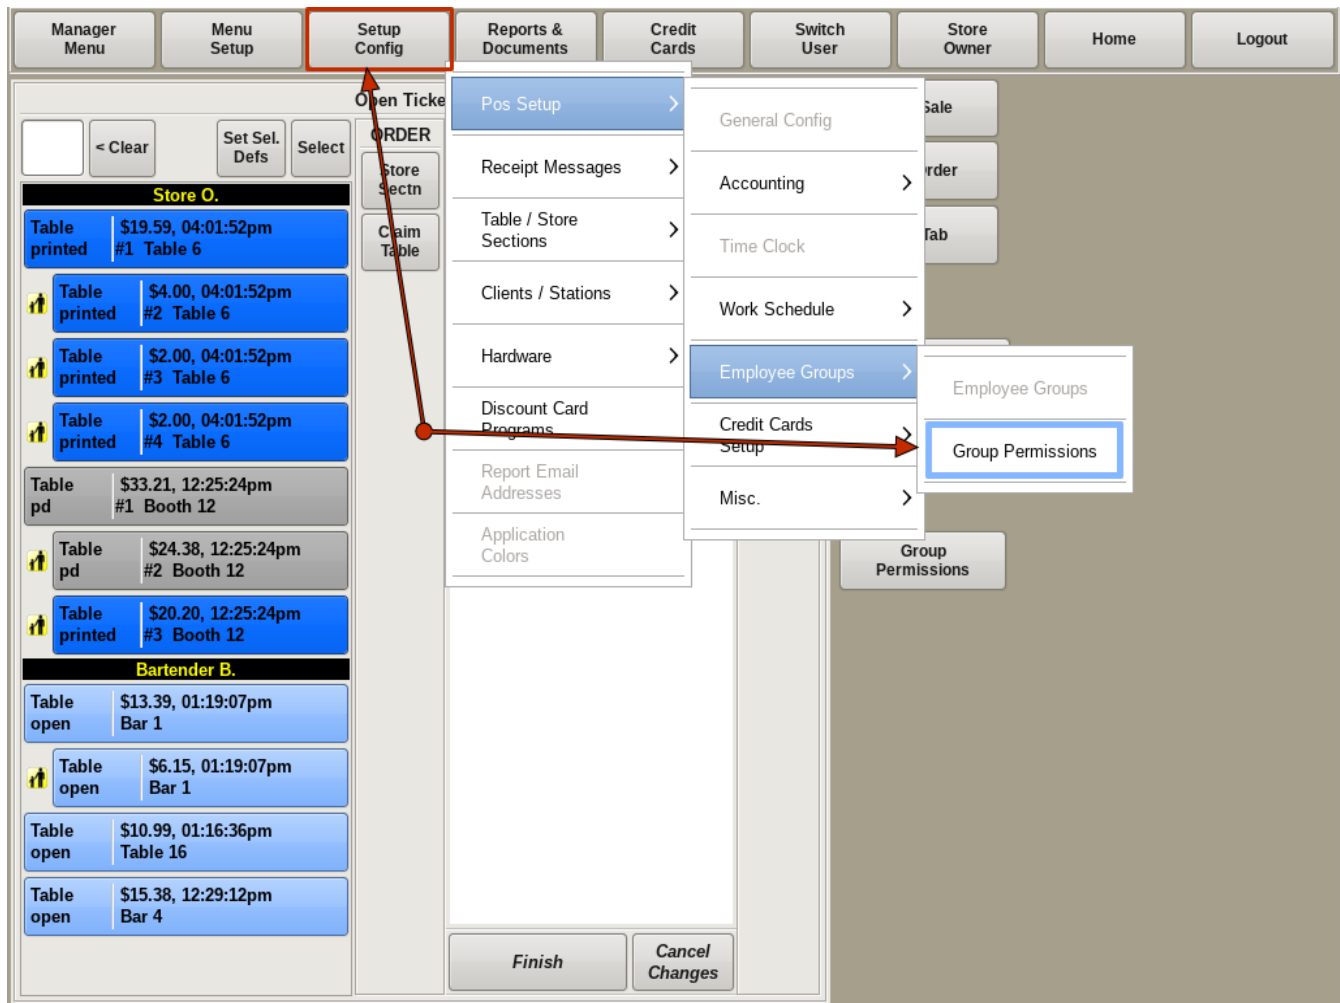 Manager
Menu
Menu
Setup
Setup
Config
Reports &
Documents
Credit
Cards
Switch
User
Store
Owner
Home
Logout
Open Ticke
< Clear
Set Sel.
Defs
Select
Store O.
Table $19.59, 04:01:52pm
printed #1 Table 6
Table $4.00, 04:01:52pm
printed #2 Table 6
Table $2.00, 04:01:52pm
printed #3 Table 6
Table $2.00, 04:01:52pm
printed #4 Table 6
Table $33.21, 12:25:24pm
pd #1 Booth 12
Table $24.38, 12:25:24pm
pd #2 Booth 12
Table $20.20, 12:25:24pm
printed #3 Booth 12
Bartender B.
Table $13.39, 01:19:07pm
open Bar 1
Table $6.15, 01:19:07pm
open Bar 1
Table $10.99, 01:16:36pm
open Table 16
Table $15.38, 12:29:12pm
open Bar 4
ORDER
Store
Sectn
Claim
Table
Pos Setup
Receipt Messages
Table / Store
Sections
Clients / Stations
Hardware
Discount Card
Programs
Report Email
Addresses
Application
Colors
General Config
Accounting
Time Clock
Work Schedule
Employee Groups
Credit Cards
Setup
Misc.
Employee Groups
Group Permissions
Sale
rder
Tab
Group
Permissions
Finish
Cancel
Changes